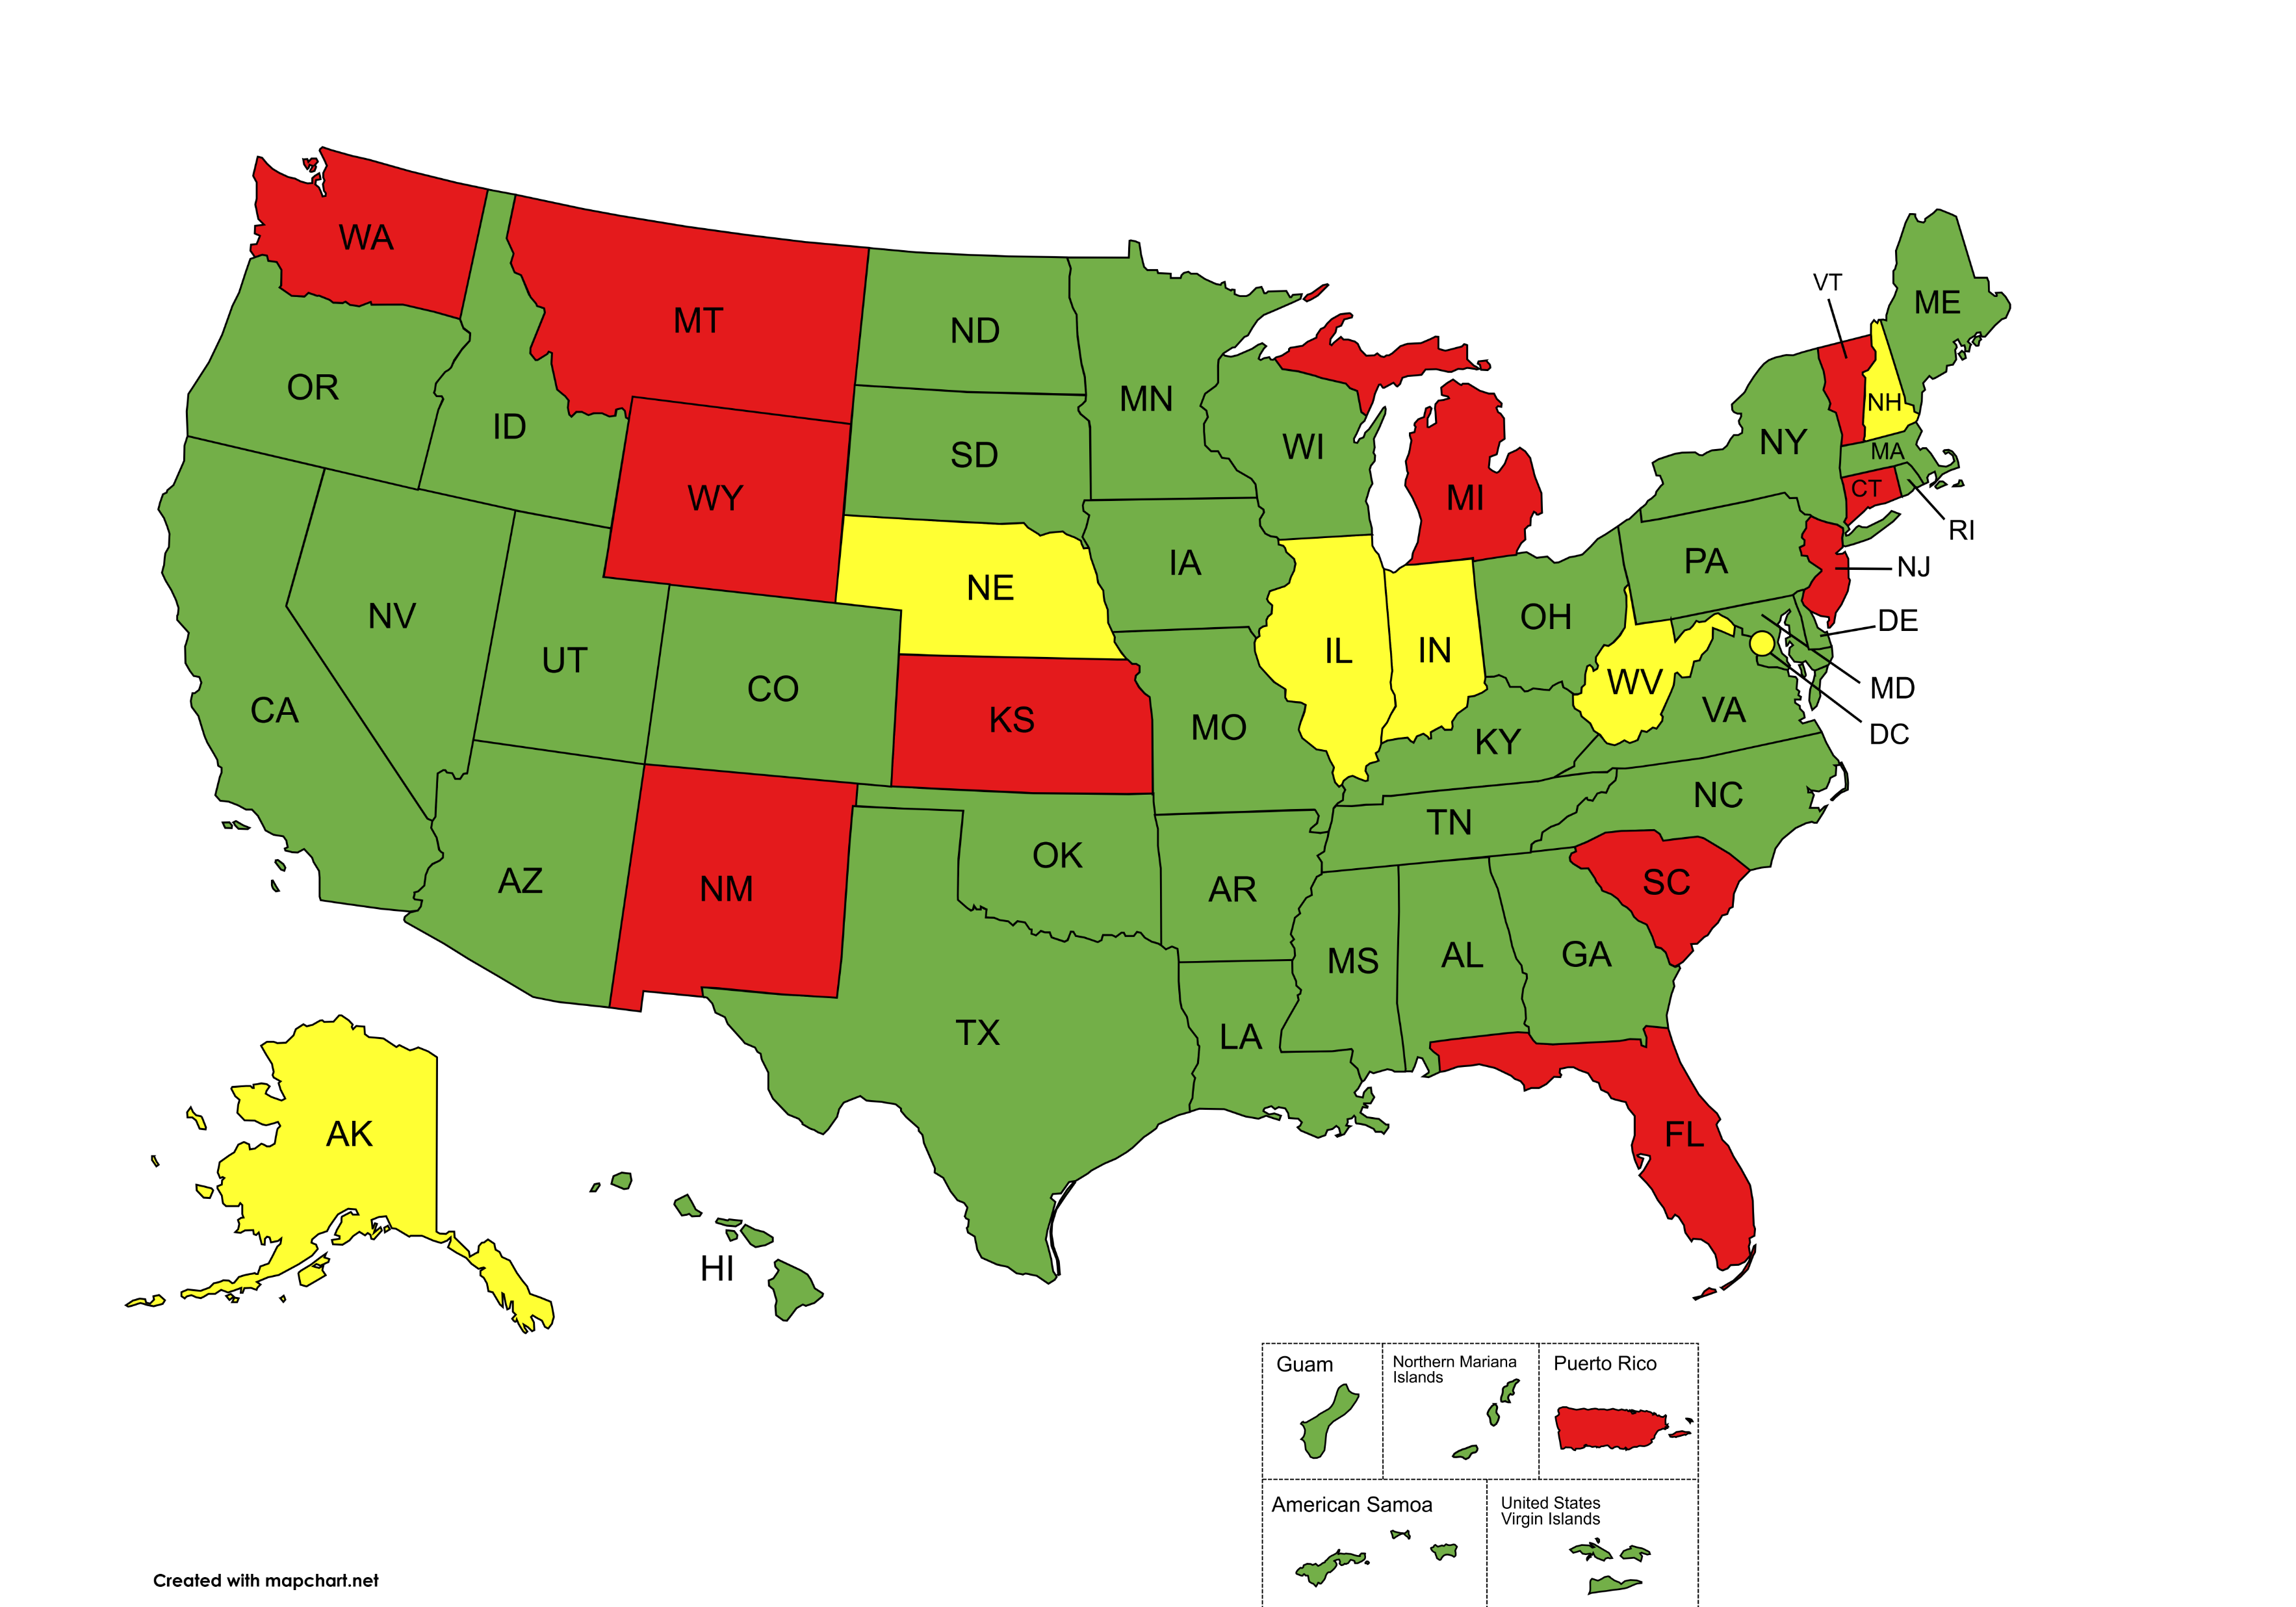 VT
ME
WA
MT
ND
MN
OR
ID
SD
WI
NH
NY
MA
WY
MI
CT
RI
NE
IA
PA
NJ
NV
OH
DE
UT
IL
IN
CO
WV
MD
CA
KS
MO
VA
DC
KY
NC
TN
AZ
NM
OK
AR
SC
MS
AL
GA
TX
LA
AK
FL
HI
Guam
Northern Mariana
Islands
Puerto Rico
American Samoa
United States
Virgin Islands
Created with mapchart.net